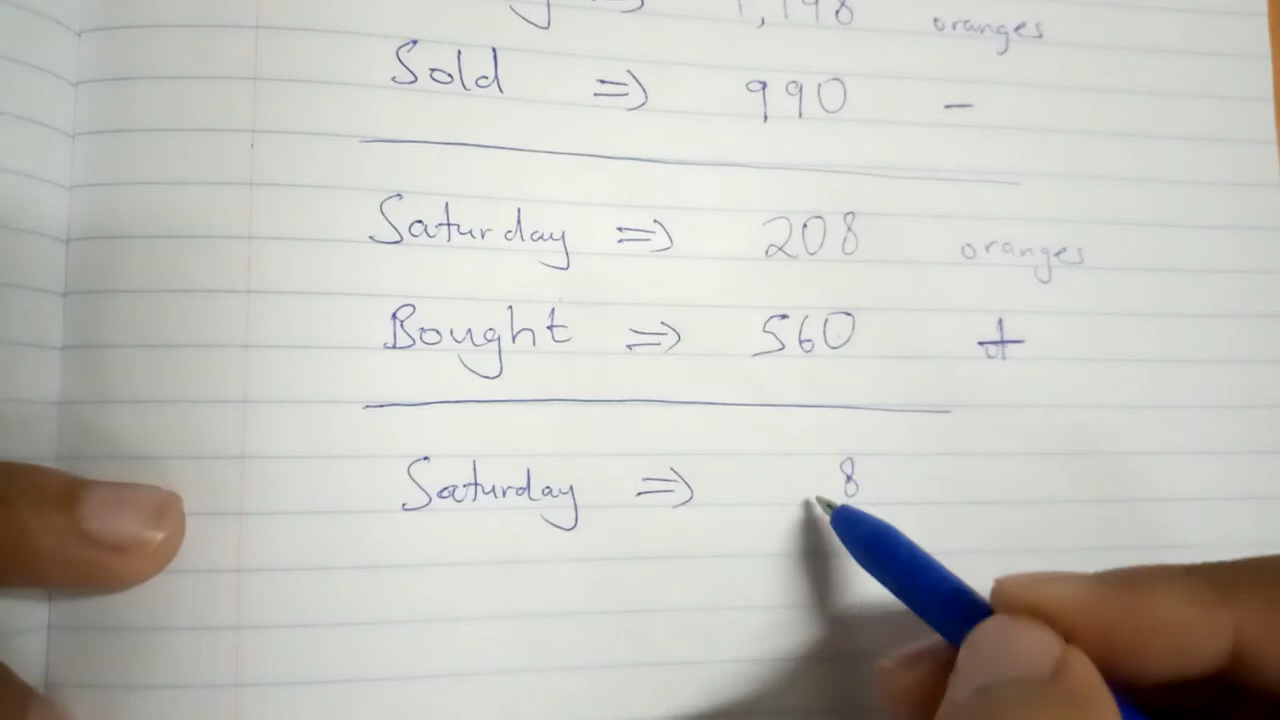 1,198 oranges
Sold => 990 -
Saturday => 208 oranges
Bought => 560 +
Saturday => 8